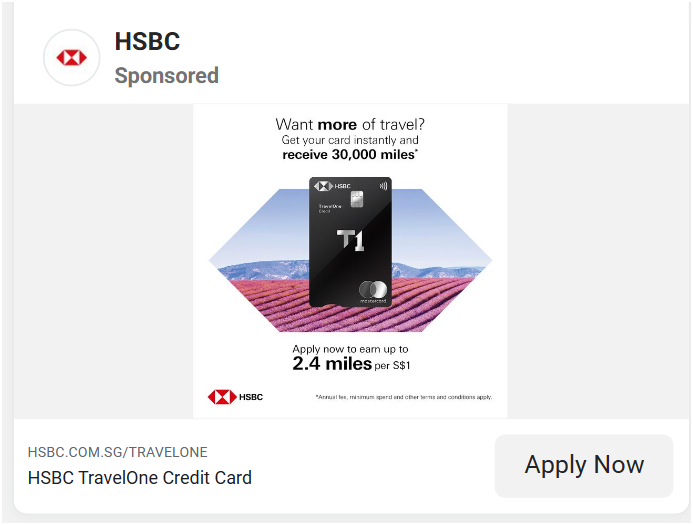 HSBC
Sponsored
Want more of travel?
Get your card instantly and
receive 30,000 miles*
HSBC
TravelOne
Credit
T1
mastercard
Apply now to earn up to
2.4 miles per S$1
HSBC
*Annual fee, minimum spend and other terms and conditions apply.
HSBC.COM.SG/TRAVELONE
HSBC TravelOne Credit Card
Apply Now